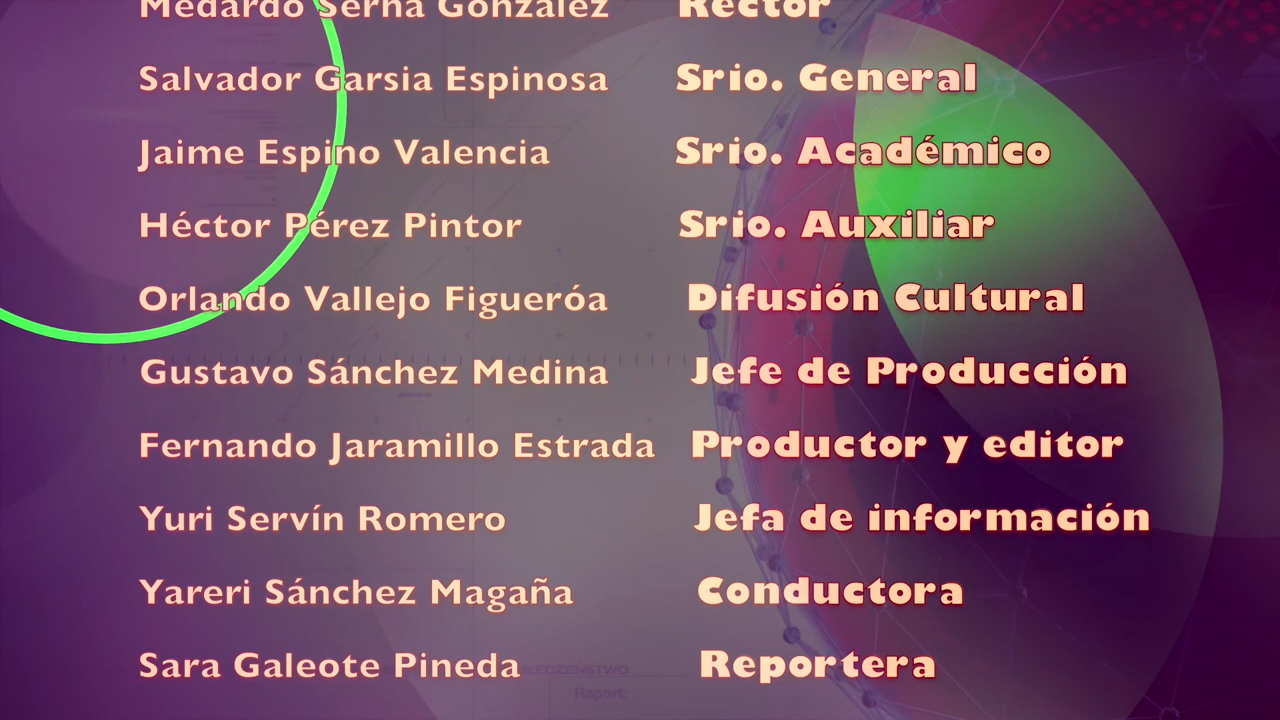 Medardo Serna González Rector
Salvador Garsia Espinosa Srio. General
Jaime Espino Valencia Srio. Académico
Héctor Pérez Pintor Srio. Auxiliar
Orlando Vallejo Figueróa Difusión Cultural
Gustavo Sánchez Medina Jefe de Producción
Fernando Jaramillo Estrada Productor y editor
Yuri Servín Romero Jefa de información
Yareri Sánchez Magaña Conductora
Sara Galeote Pineda Reportera
Raport: